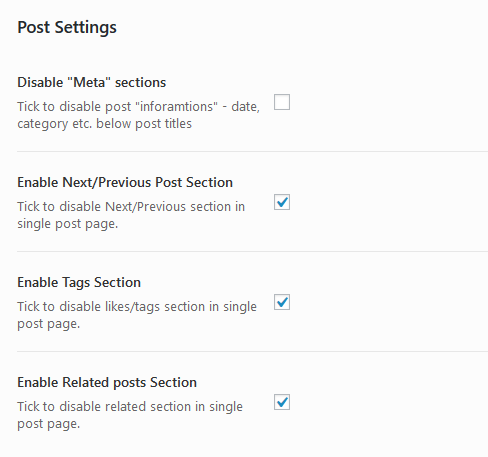 Post Settings
Disable "Meta" sections
Tick to disable post "inforamtions" - date,
category etc. below post titles
Enable Next/Previous Post Section
Tick to disable Next/Previous section in
single post page.
Enable Tags Section
Tick to disable likes/tags section in single
post page.
Enable Related posts Section
Tick to disable related section in single
post page.